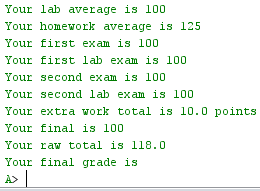 Your lab average is 100
Your homework average is 125
Your first exam is 100
Your first lab exam is 100
Your second exam is 100
Your second lab exam is 100
Your extra work total is 10.0 points
Your final is 100
Your raw total is 118.0
Your final grade is
A>